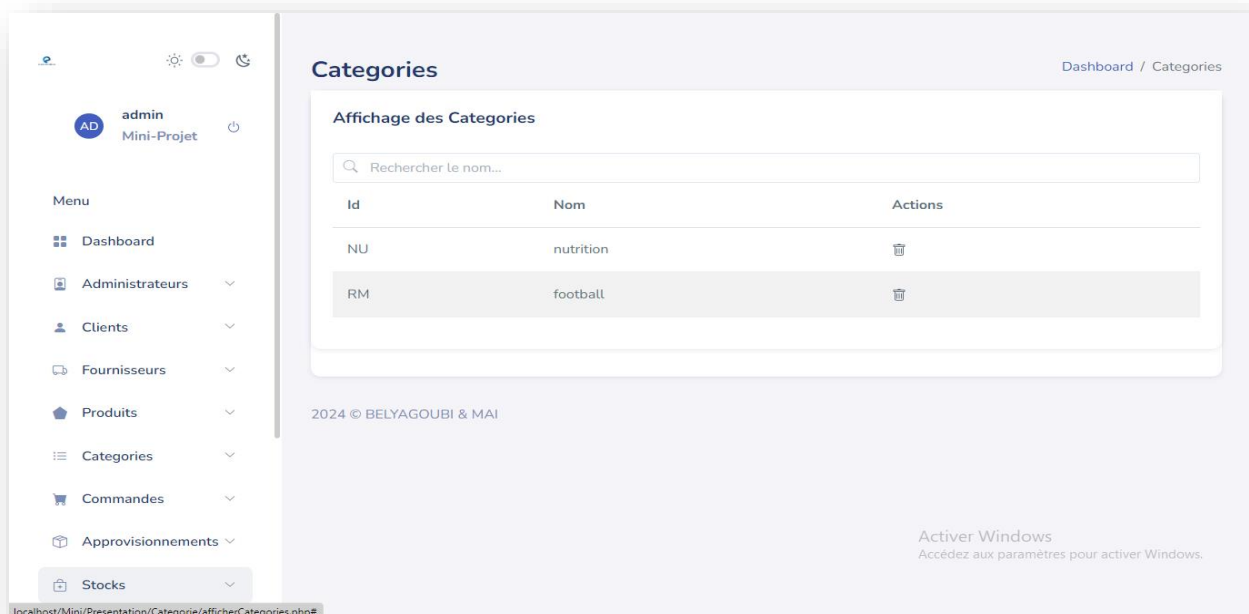 AD
admin
Mini-Projet
Menu
Dashboard
Administrateurs
Clients
Fournisseurs
Produits
Categories
Commandes
Approvisionnements
Stocks
localhost/Mini/Presentation/Categorie/afficherCategories.php#
Categories
Dashboard / Categories
Affichage des Categories
Rechercher le nom...
Id Nom Actions
NU nutrition
RM football
2024 © BELYAGOUBI & MAI
Activer Windows
Accédez aux paramètres pour activer Windows.